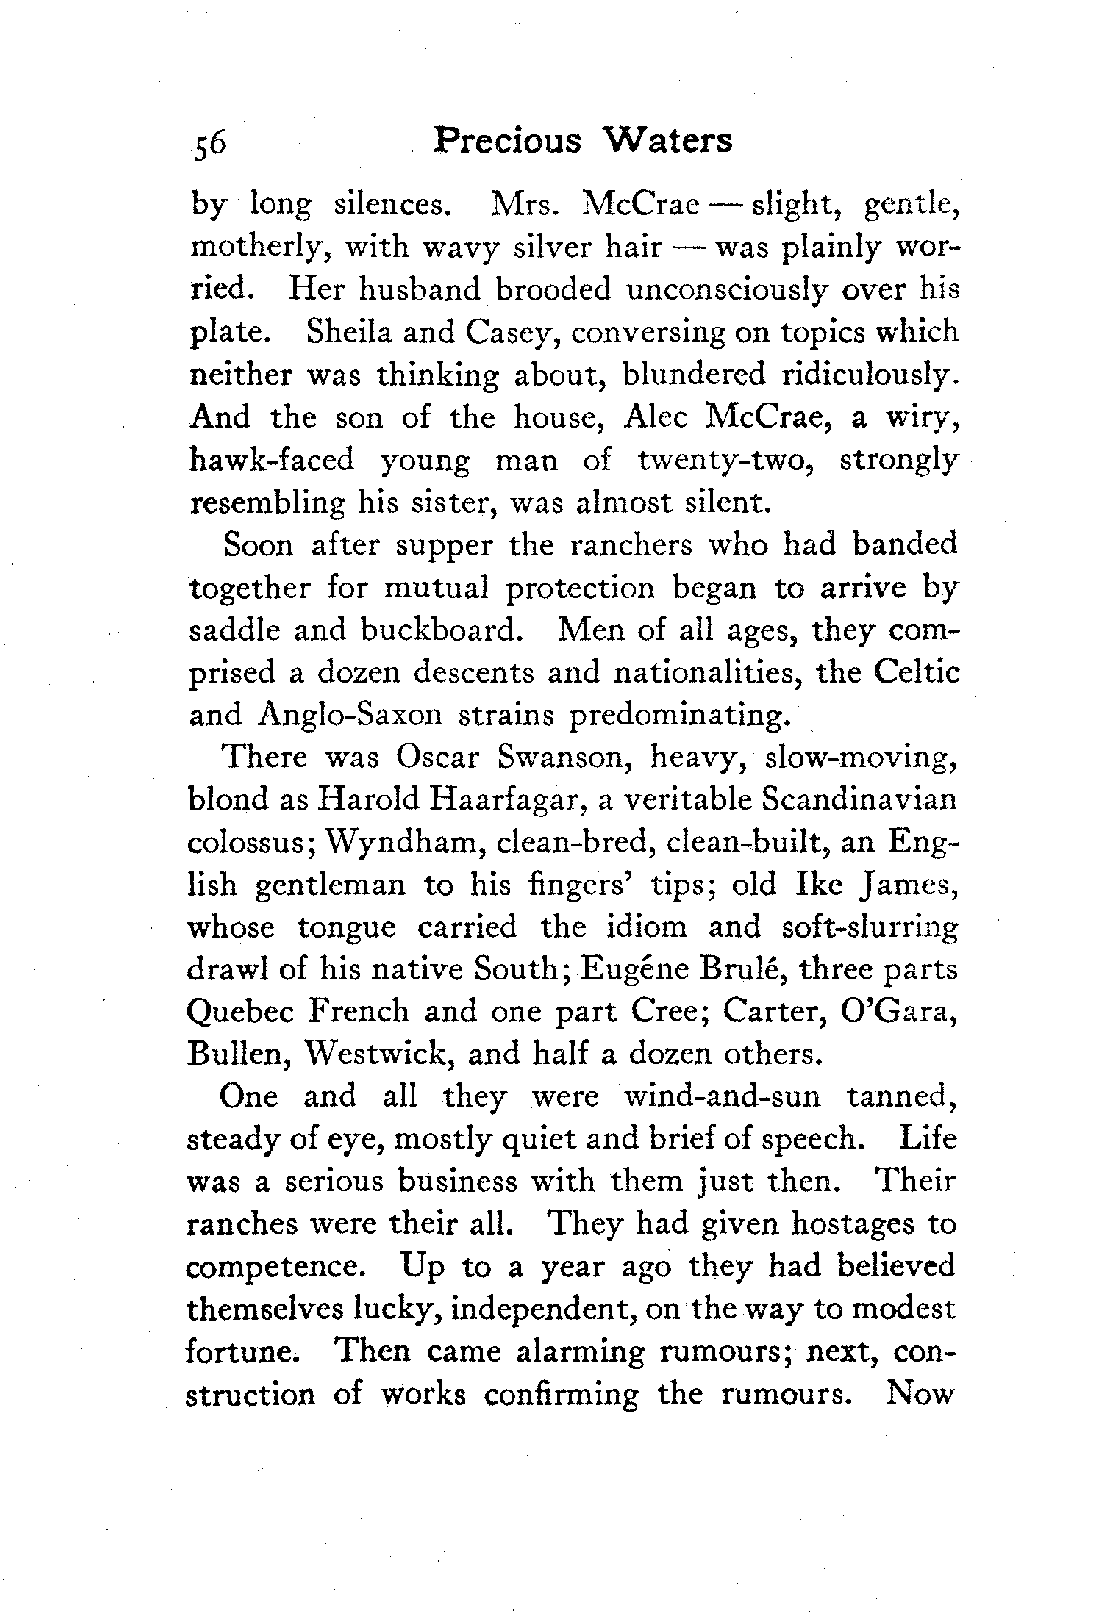 56 Precious Waters
by long silences. Mrs. McCrae — slight, gentle,
motherly, with wavy silver hair — was plainly wor-
ried. Her husband brooded unconsciously over his
plate. Sheila and Casey, conversing on topics which
neither was thinking about, blundered ridiculously.
And the son of the house, Alec McCrae, a wiry,
hawk-faced young man of twenty-two, strongly
resembling his sister, was almost silent.
Soon after supper the ranchers who had banded
together for mutual protection began to arrive by
saddle and buckboard. Men of all ages, they com-
prised a dozen descents and nationalities, the Celtic
and Anglo-Saxon strains predominating.
There was Oscar Swanson, heavy, slow-moving,
blond as Harold Haarfagar, a veritable Scandinavian
colossus; Wyndham, clean-bred, clean-built, an Eng-
lish gentleman to his fingers' tips; old Ike James,
whose tongue carried the idiom and soft-slurring
drawl of his native South; Eugéne Brulé, three parts
Quebec French and one part Cree; Carter, O'Gara,
Bullen, Westwick, and half a dozen others.
One and all they were wind-and-sun tanned,
steady of eye, mostly quiet and brief of speech. Life
was a serious business with them just then. Their
ranches were their all. They had given hostages to
competence. Up to a year ago they had believed
themselves lucky, independent, on the way to modest
fortune. Then came alarming rumours; next, con-
struction of works confirming the rumours. Now